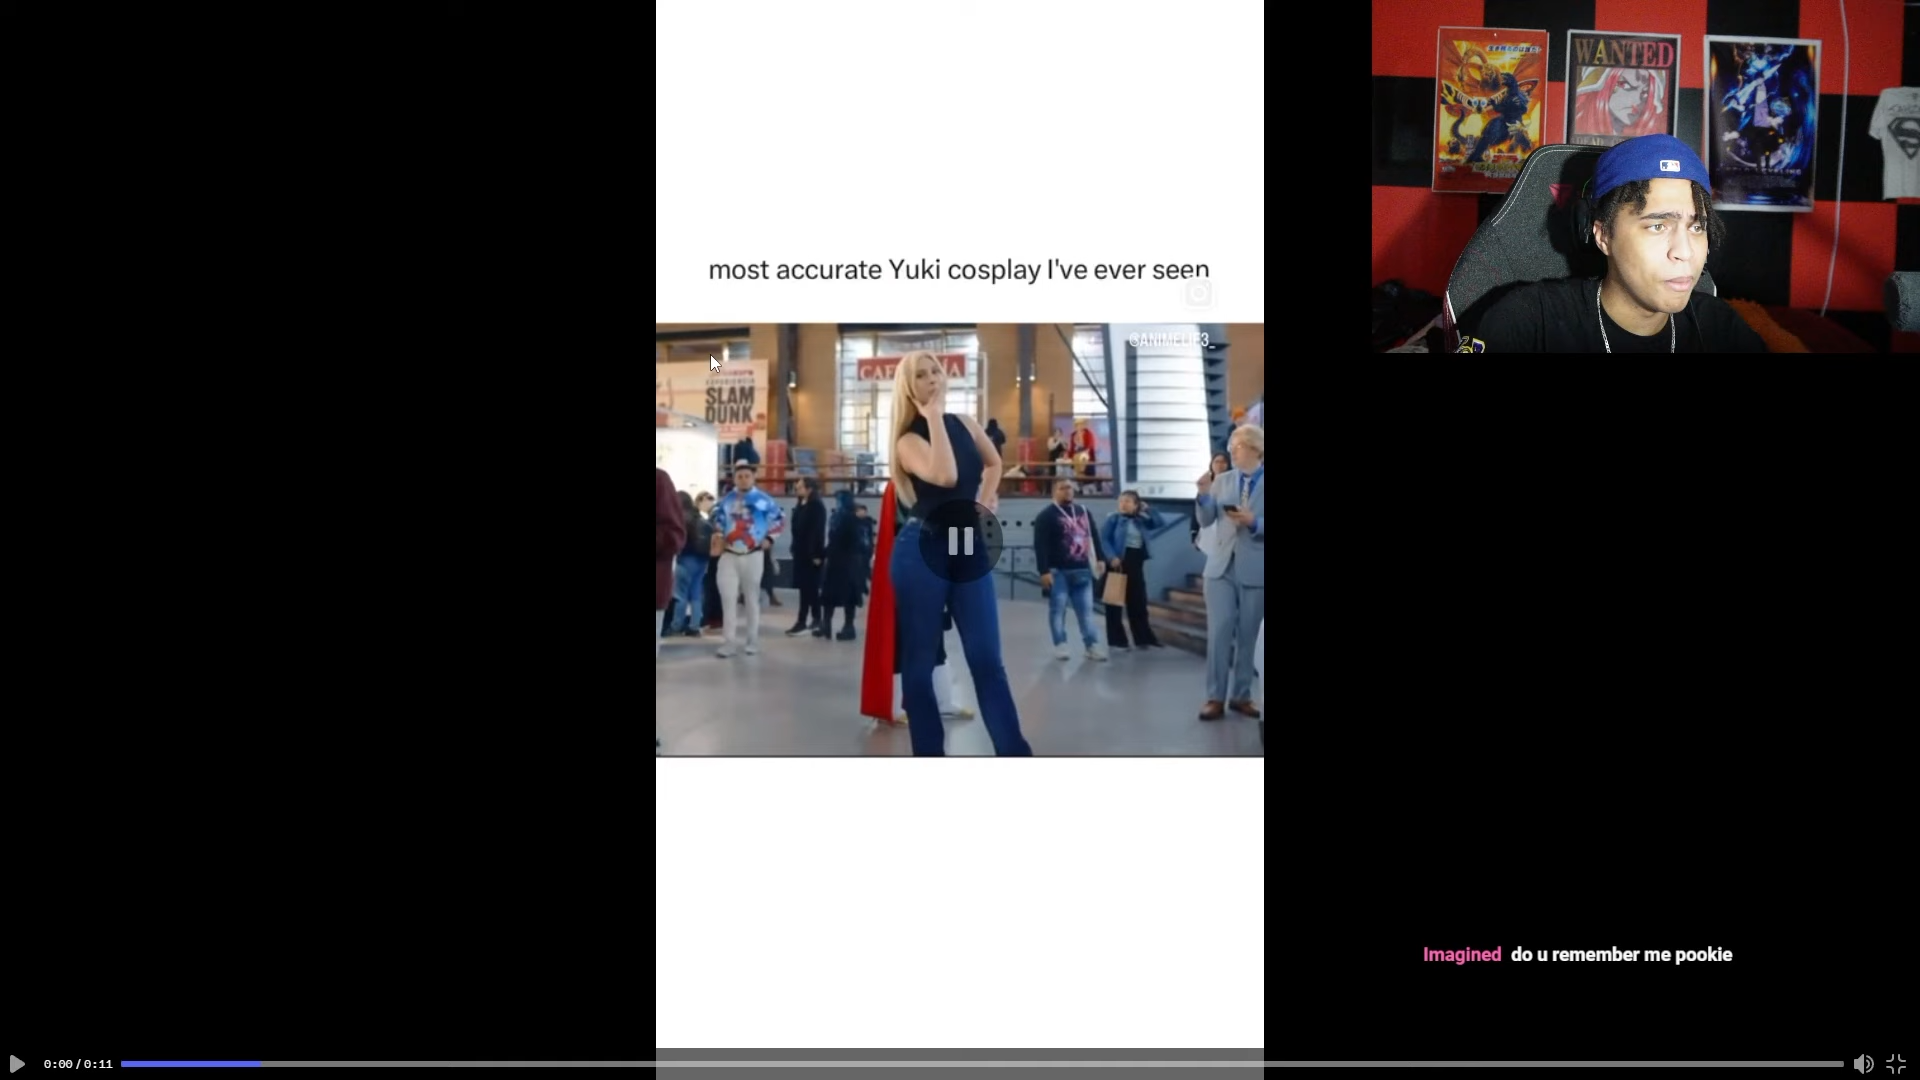 most accurate Yuki cosplay I've ever seen
@ANIMELIE3_
SLAM
DUNK
WANTED
Imagined do u remember me pookie
0:00 / 0:11